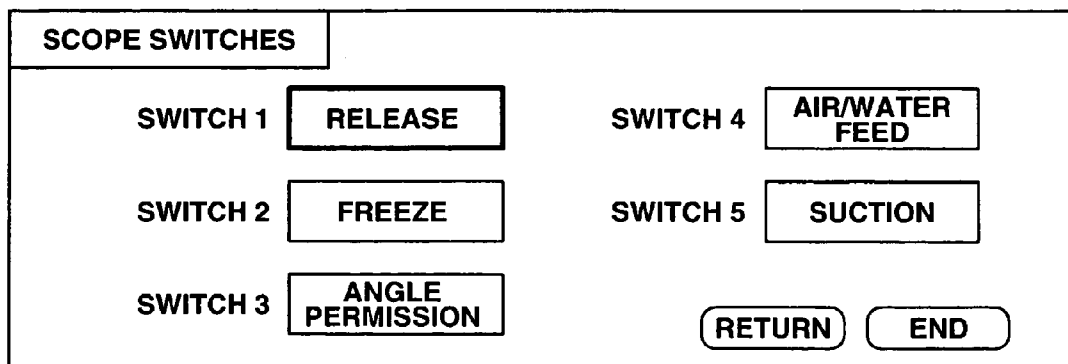 SCOPE SWITCHES
SWITCH 1 RELEASE
SWITCH 2 FREEZE
SWITCH 3 ANGLE
PERMISSION
SWITCH 4 AIR/WATER
FEED
SWITCH 5 SUCTION
RETURN END